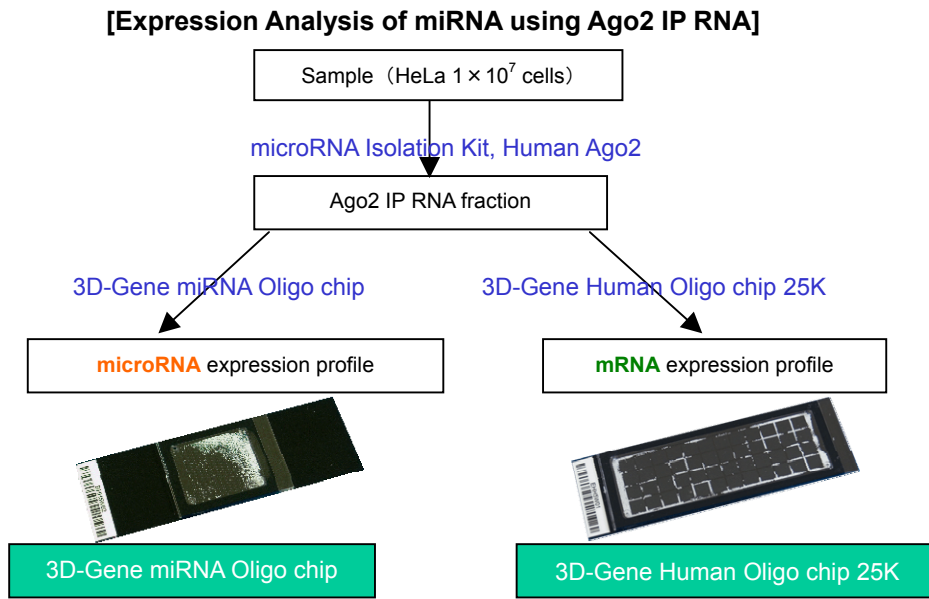 [Expression Analysis of miRNA using Ago2 IP RNA]
Sample（HeLa 1×10⁷ cells）
microRNA Isolation Kit, Human Ago2
Ago2 IP RNA fraction
3D-Gene miRNA Oligo chip
3D-Gene Human Oligo chip 25K
microRNA expression profile
mRNA expression profile
3D-Gene miRNA Oligo chip
3D-Gene Human Oligo chip 25K